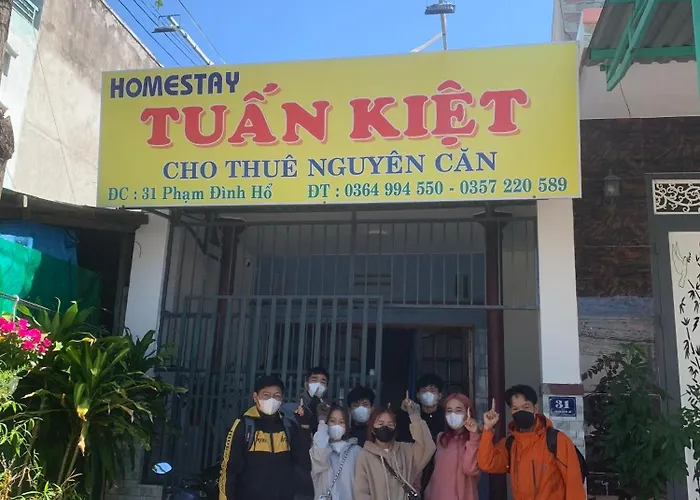 HOMESTAY
TUẤN KIỆT
CHO THUÊ NGUYÊN CĂN
ĐC : 31 Phạm Đình Hổ ĐT : 0364 994 550 - 0357 220 589
31